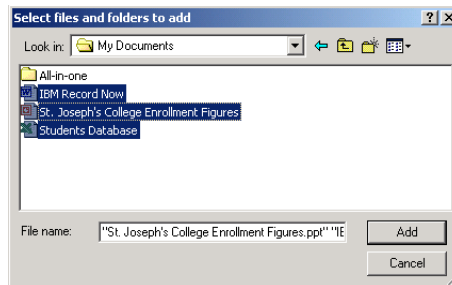 Select files and folders to add
Look in: My Documents
All-in-one
IBM Record Now
St. Joseph's College Enrollment Figures
Students Database
File name: "St. Joseph's College Enrollment Figures.ppt" "IE Add
Cancel